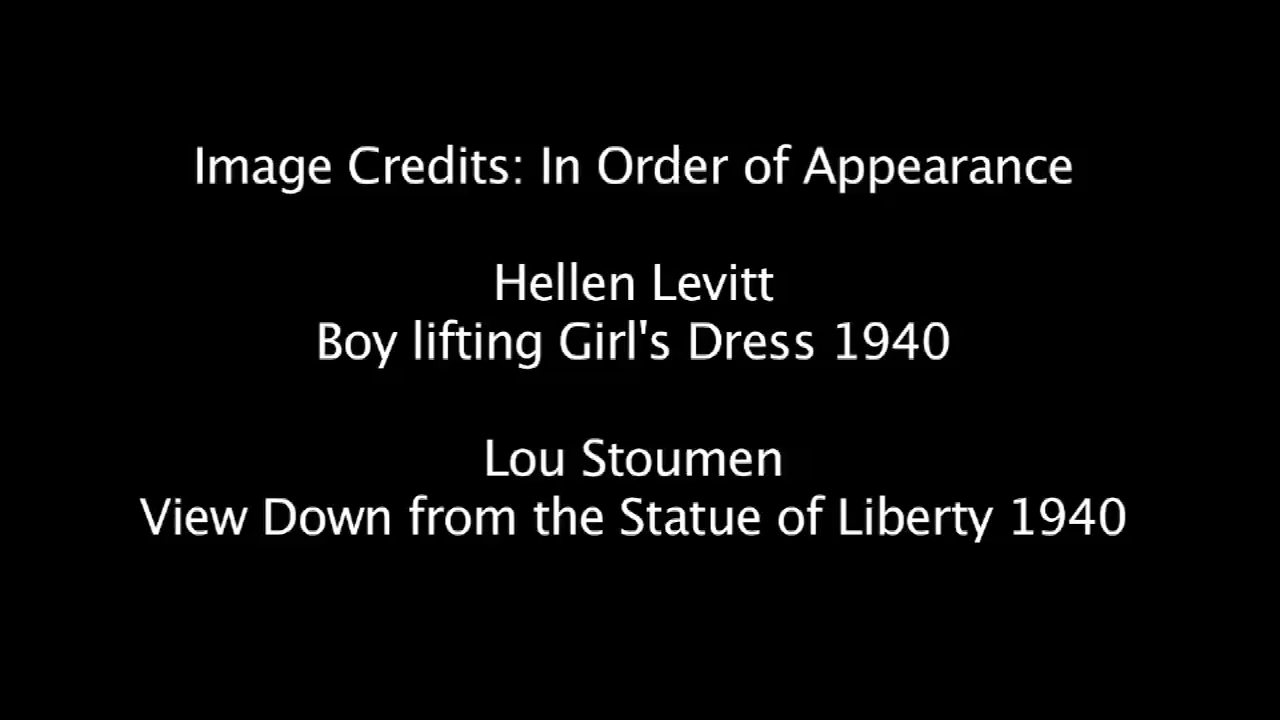 Image Credits: In Order of Appearance
Hellen Levitt
Boy lifting Girl's Dress 1940
Lou Stoumen
View Down from the Statue of Liberty 1940